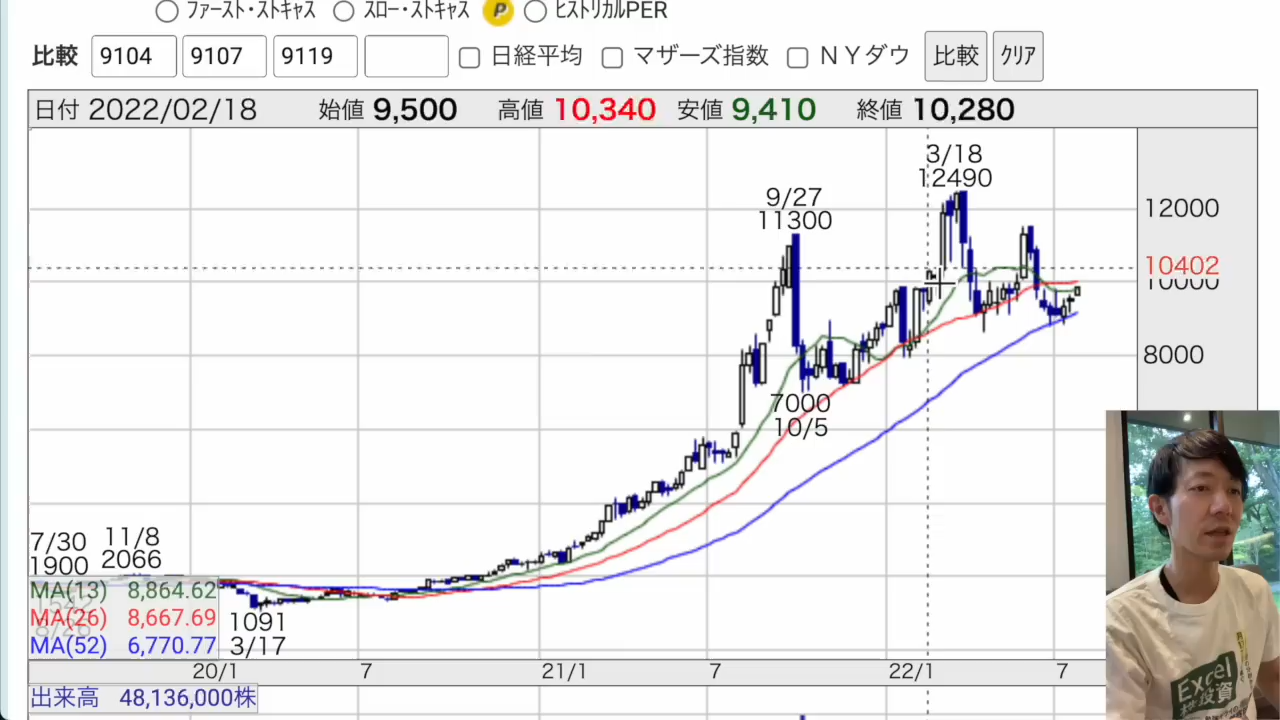 ファースト・ストキャス スロー・ストキャス P ヒストリカルPER
比較 9104 9107 9119 日経平均 マザーズ指数 NYダウ 比較 クリア
日付 2022/02/18 始値 9,500 高値 10,340 安値 9,410 終値 10,280
3/18
12490
9/27
11300
12000
10402
10000
8000
7000
10/5
7/30
1900
11/8
2066
MA(13) 8,864.62
MA(26) 8,667.69
MA(52) 6,770.77
1091
3/17
20/1 7 21/1 7 22/1 7
出来高 48,136,000株
Excel
株投資